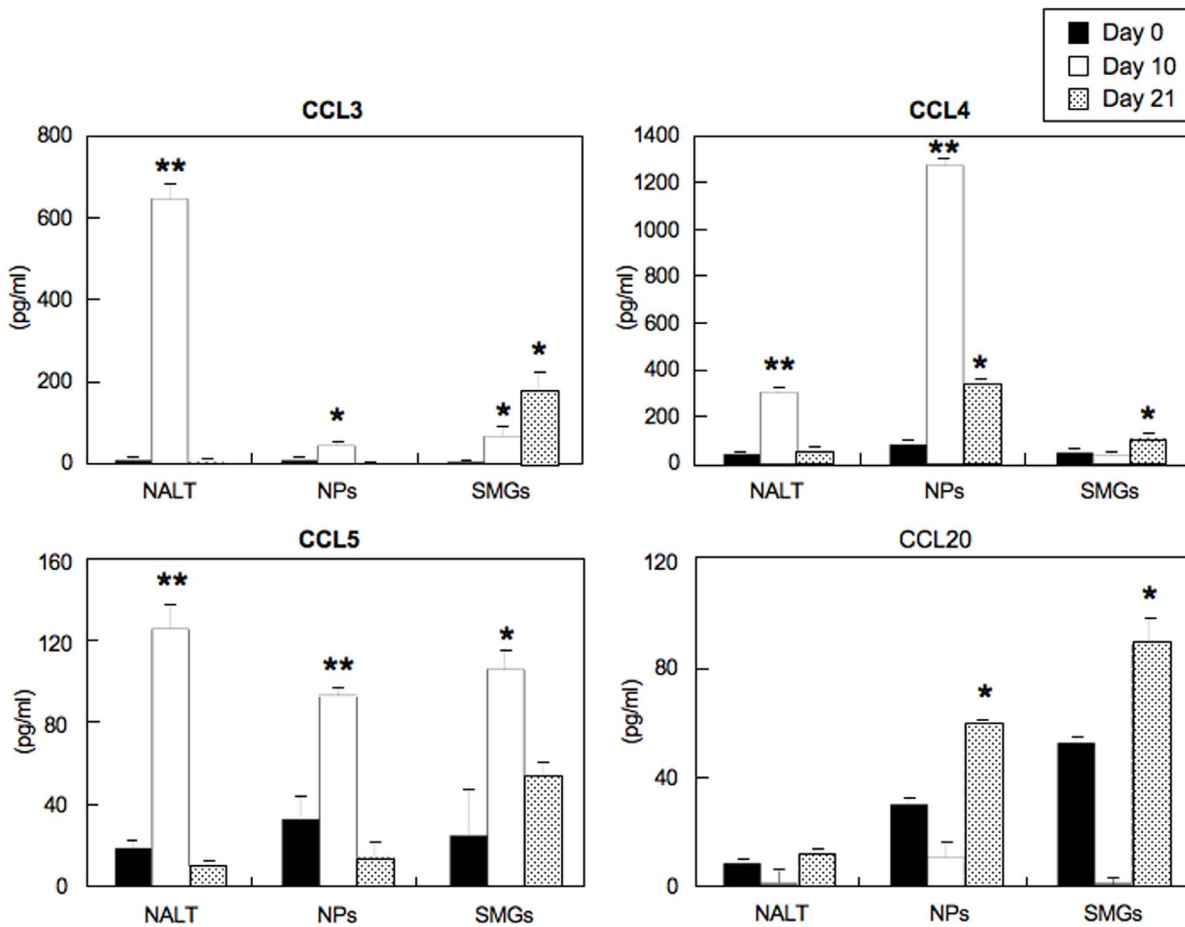 Day 0
Day 10
Day 21
CCL3
800
600
400
200
0
(pg/ml)
**
*
*
*
NALT NPs SMGs
CCL4
1400
1200
1000
800
600
400
200
0
(pg/ml)
**
**
*
*
NALT NPs SMGs
CCL5
160
120
80
40
0
(pg/ml)
**
**
*
NALT NPs SMGs
CCL20
120
80
40
0
(pg/ml)
*
*
NALT NPs SMGs